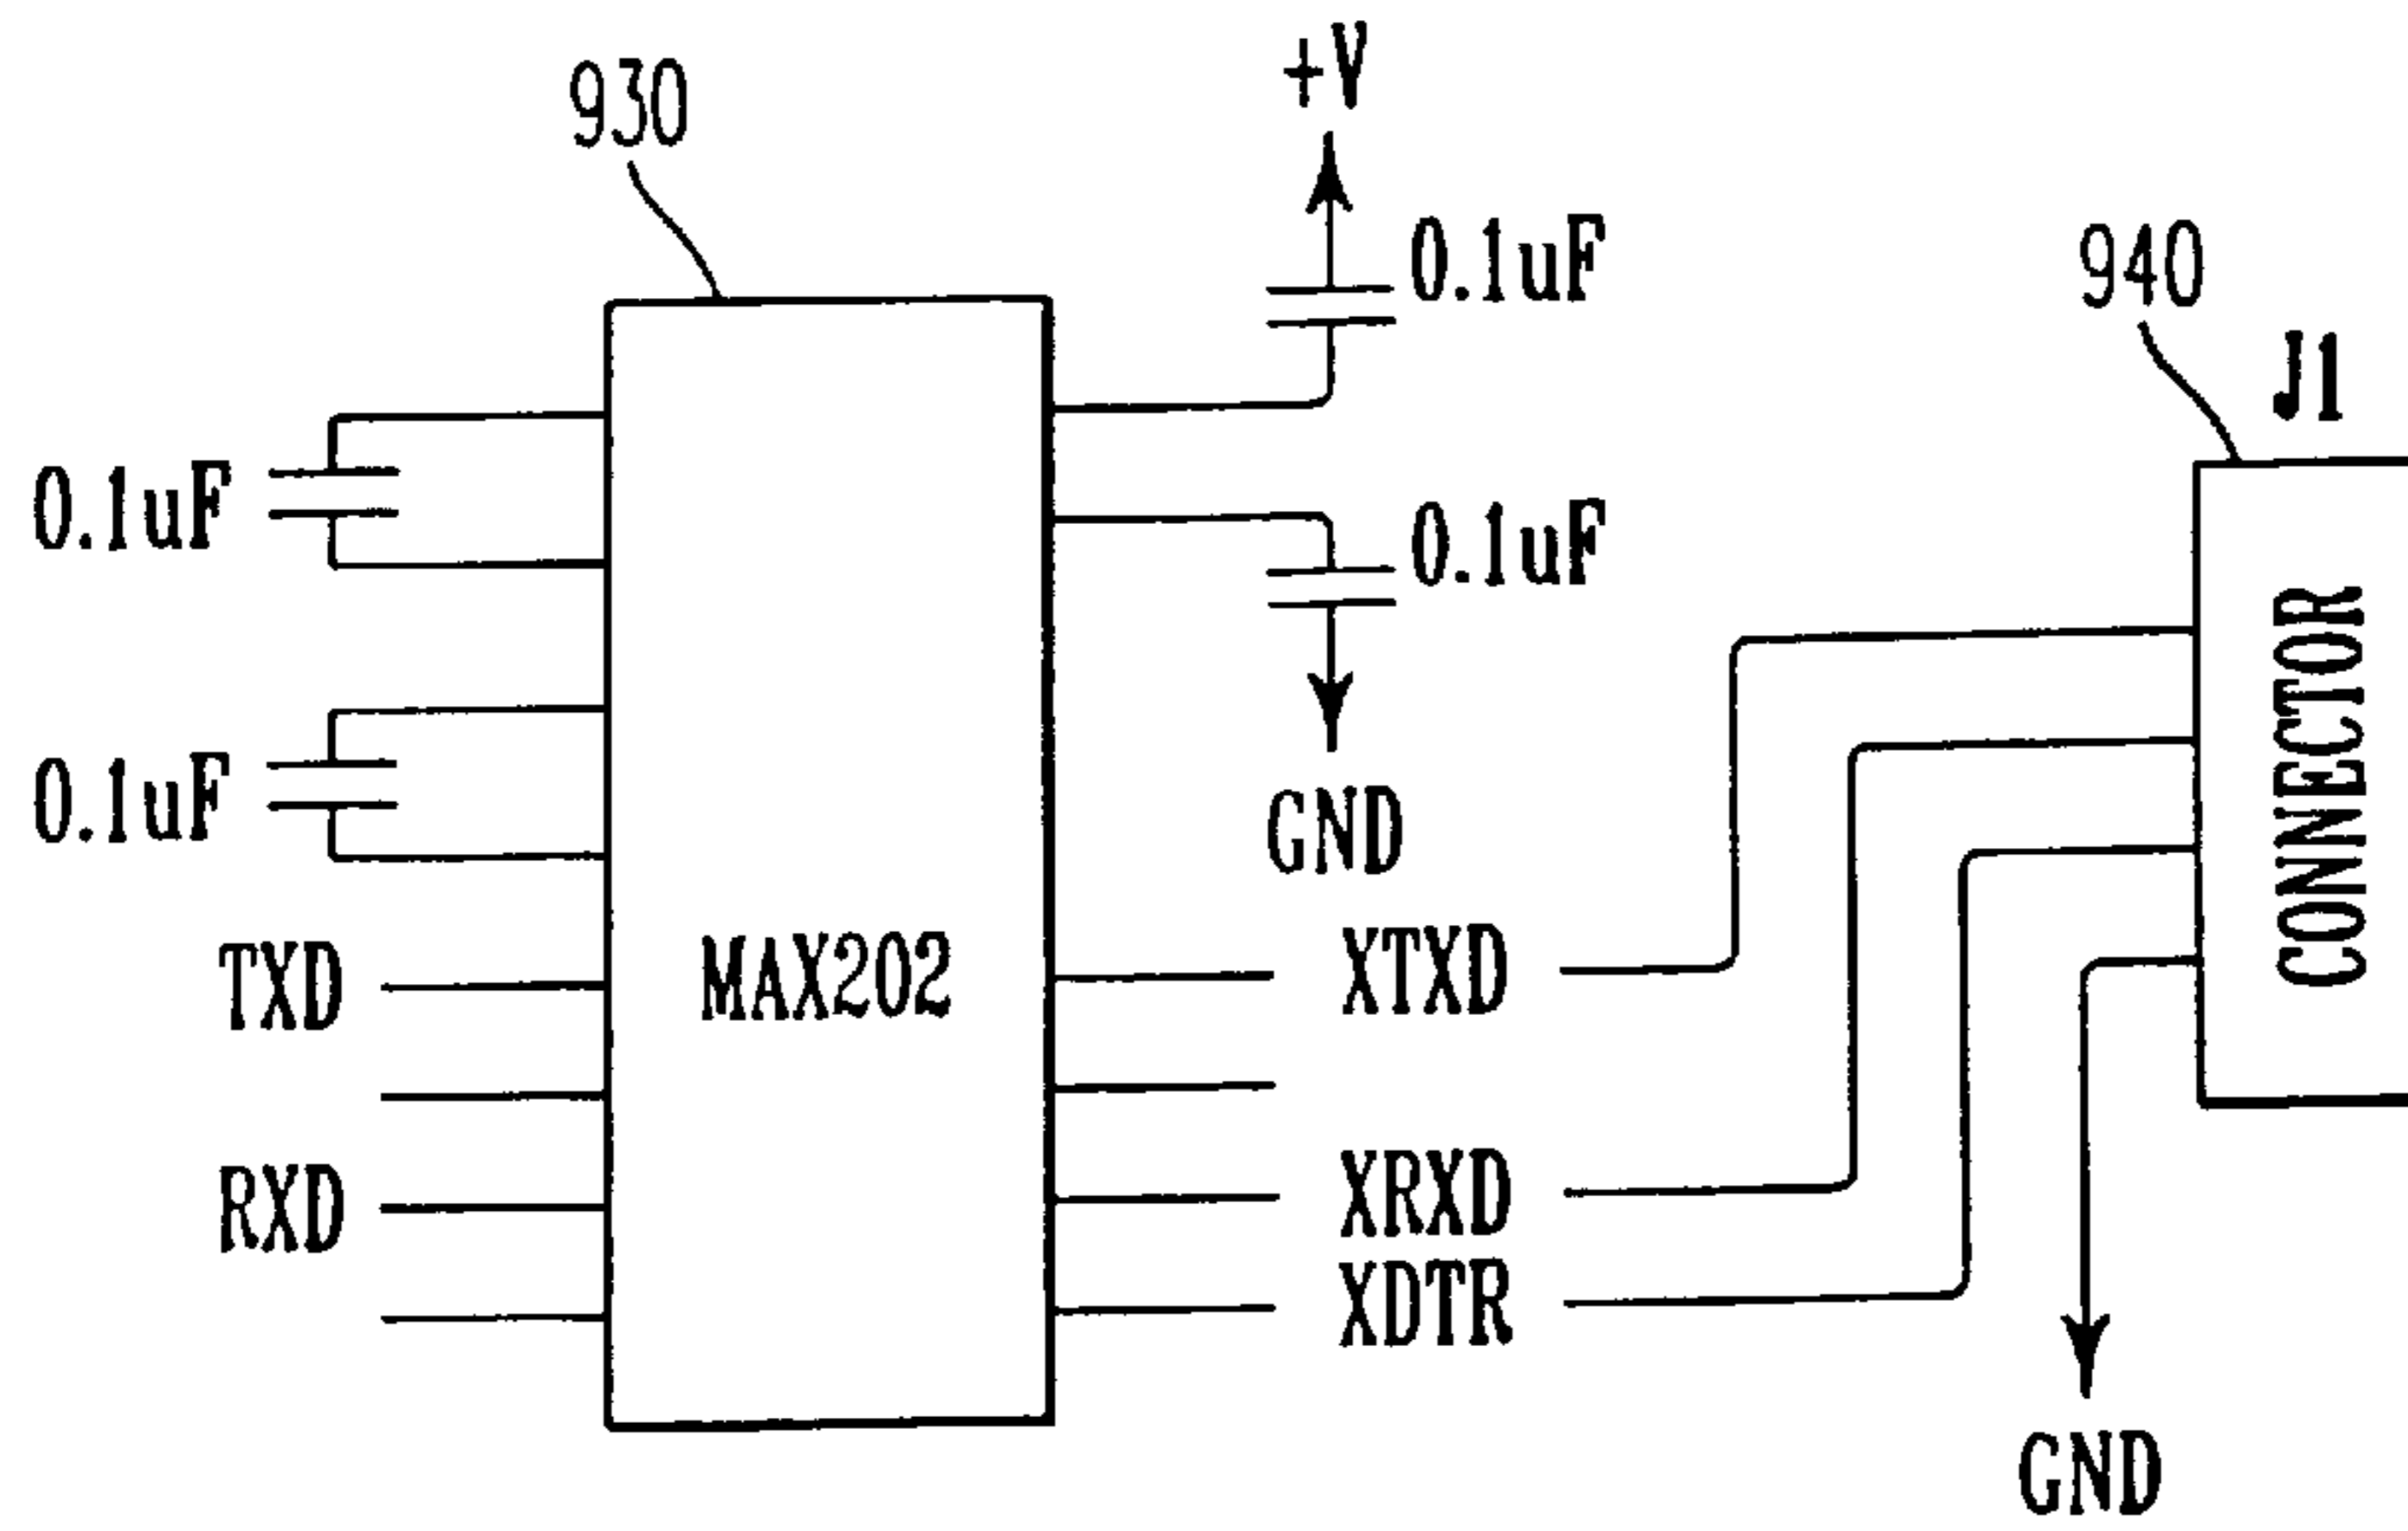 +V
930
0.1uF
940
J1
0.1uF
0.1uF
CONNECTOR
0.1uF
GND
TXD
MAX202
XTXD
RXD
XRXD
XDTR
GND